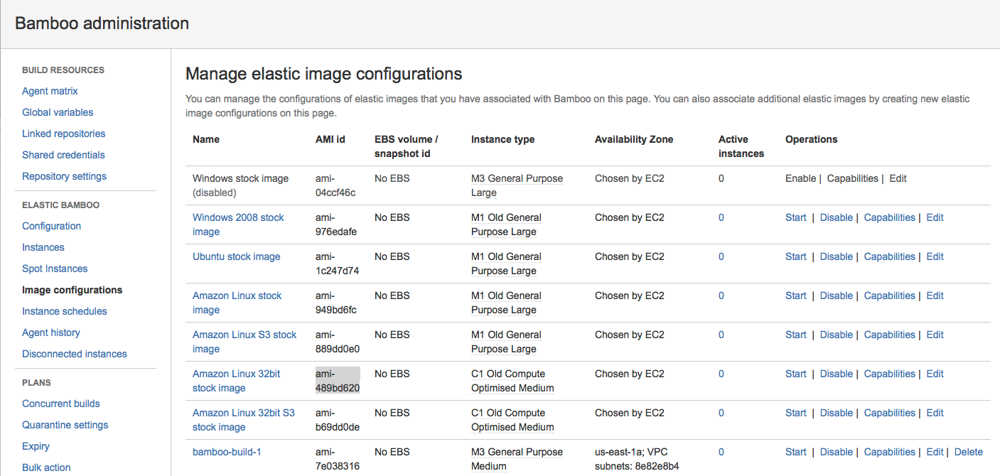 Bamboo administration
BUILD RESOURCES
Agent matrix
Global variables
Linked repositories
Shared credentials
Repository settings
ELASTIC BAMBOO
Configuration
Instances
Spot Instances
Image configurations
Instance schedules
Agent history
Disconnected instances
PLANS
Concurrent builds
Quarantine settings
Expiry
Bulk action
Manage elastic image configurations
You can manage the configurations of elastic images that you have associated with Bamboo on this page. You can also associate additional elastic images by creating new elastic
image configurations on this page.
Name AMI id EBS volume / Instance type Availability Zone Active Operations
snapshot id instances
Windows stock image ami- No EBS M3 General Purpose Chosen by EC2 0 Enable | Capabilities | Edit
(disabled) 04ccf46c Large
Windows 2008 stock ami- No EBS M1 Old General Chosen by EC2 0 Start | Disable | Capabilities | Edit
image 976edafe Purpose Large
Ubuntu stock image ami- No EBS M1 Old General Chosen by EC2 0 Start | Disable | Capabilities | Edit
1c247d74 Purpose Large
Amazon Linux stock ami- No EBS M1 Old General Chosen by EC2 0 Start | Disable | Capabilities | Edit
image 949bd6fc Purpose Large
Amazon Linux S3 stock ami- No EBS M1 Old General Chosen by EC2 0 Start | Disable | Capabilities | Edit
image 889dd0e0 Purpose Large
Amazon Linux 32bit ami- No EBS C1 Old Compute Chosen by EC2 0 Start | Disable | Capabilities | Edit
stock image 489bd620 Optimised Medium
Amazon Linux 32bit S3 ami- No EBS C1 Old Compute Chosen by EC2 0 Start | Disable | Capabilities | Edit
stock image b69dd0de Optimised Medium
bamboo-build-1 ami- No EBS M3 General Purpose us-east-1a; VPC 0 Start | Disable | Capabilities | Edit | Delete
7e038316 Medium subnets: 8e82e8b4